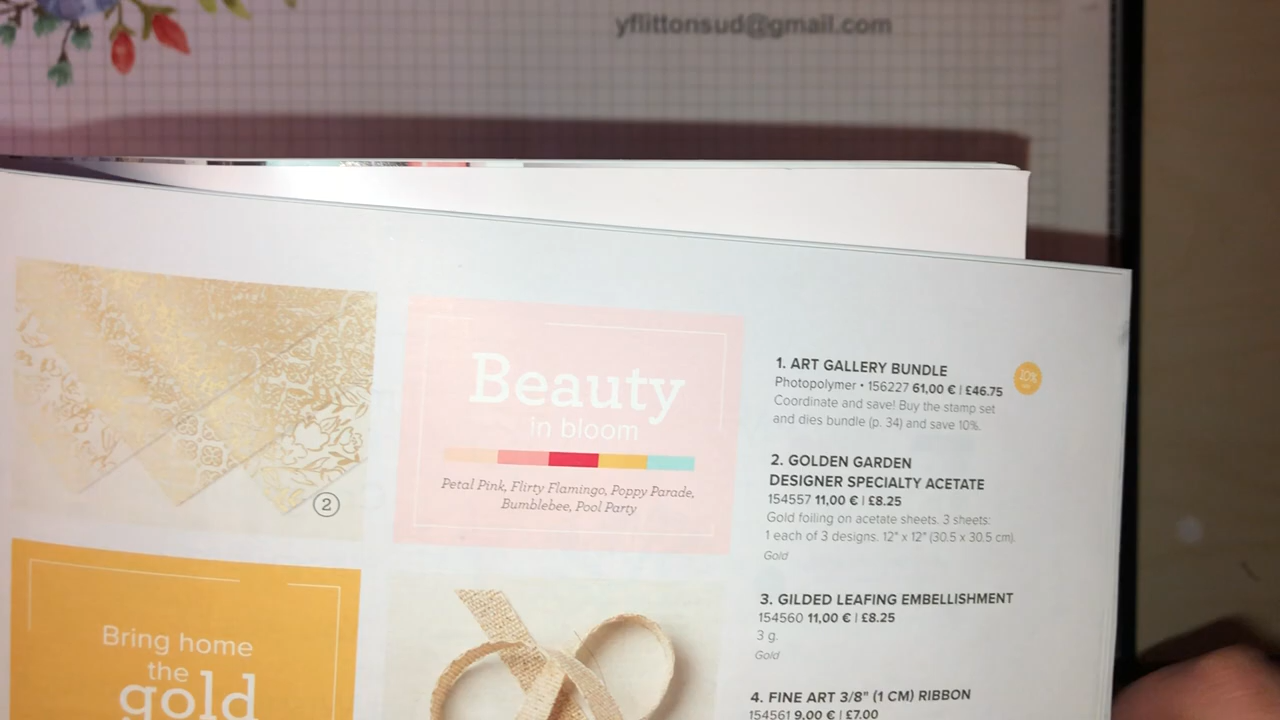 yflittonsud@gmail.com
2
Beauty
in bloom
Petal Pink, Flirty Flamingo, Poppy Parade,
Bumblebee, Pool Party
Bring home
the
gold
1. ART GALLERY BUNDLE
Photopolymer • 156227 61,00 € | £46.75
Coordinate and save! Buy the stamp set
and dies bundle (p. 34) and save 10%.
10%
2. GOLDEN GARDEN
DESIGNER SPECIALTY ACETATE
154557 11,00 € | £8.25
Gold foiling on acetate sheets. 3 sheets:
1 each of 3 designs. 12" x 12" (30.5 x 30.5 cm).
Gold
3. GILDED LEAFING EMBELLISHMENT
154560 11,00 € | £8.25
3 g.
Gold
4. FINE ART 3/8" (1 CM) RIBBON
154561 9,00 € | £7.00